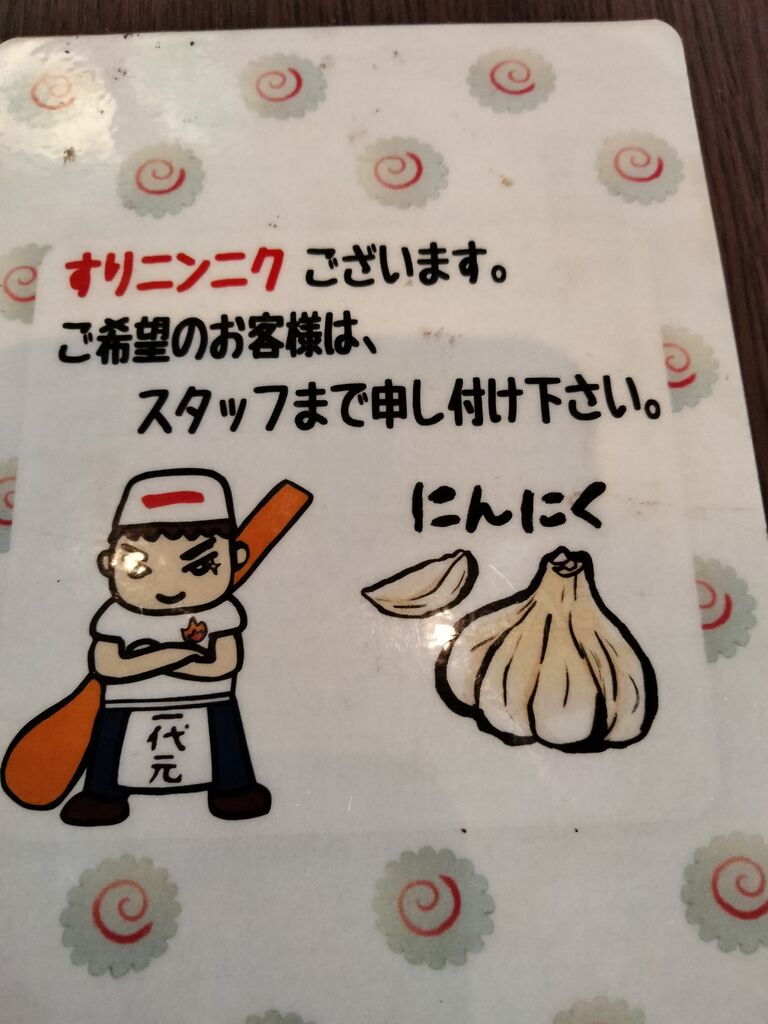 すりニンニク ございます。
ご希望のお客様は、
スタッフまで申し付け下さい。
にんにく
一
一代元